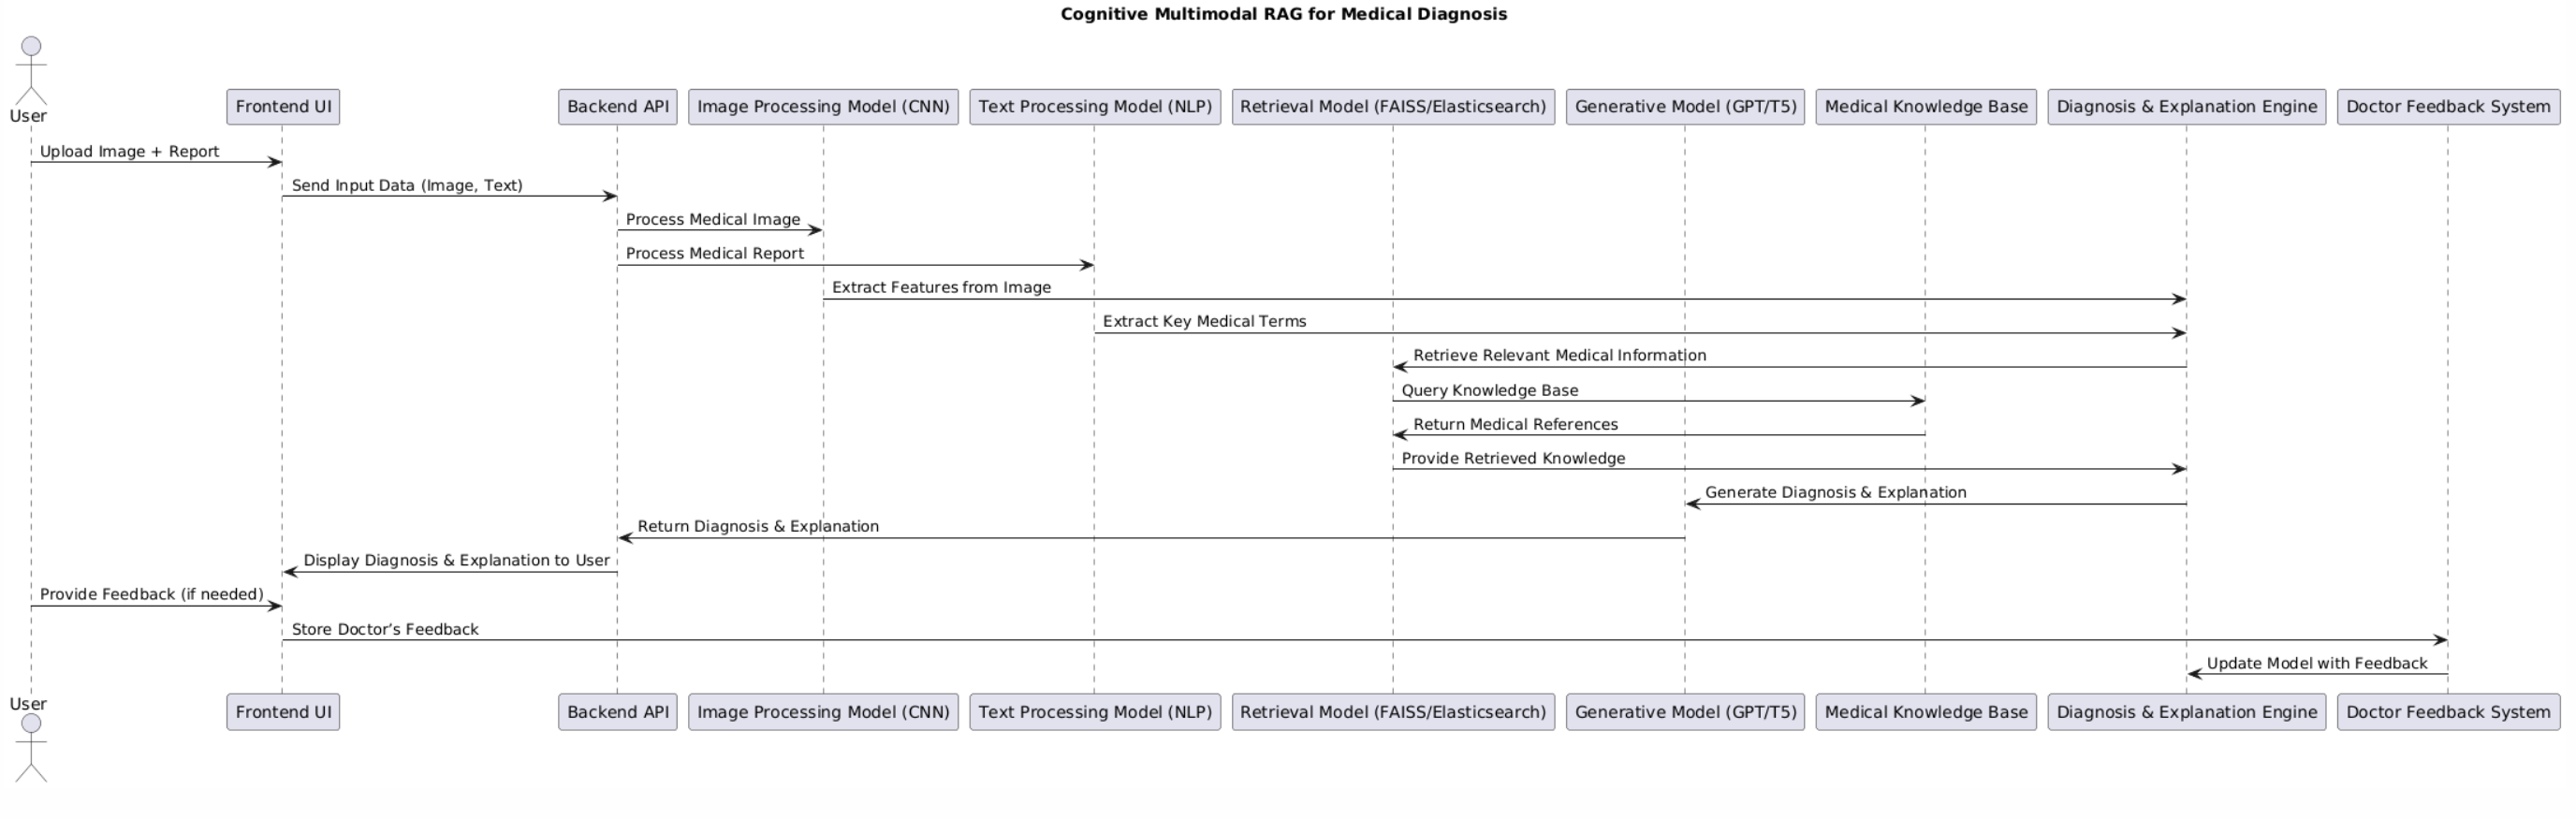 Cognitive Multimodal RAG for Medical Diagnosis
User
Frontend UI
Backend API
Image Processing Model (CNN)
Text Processing Model (NLP)
Retrieval Model (FAISS/Elasticsearch)
Generative Model (GPT/T5)
Medical Knowledge Base
Diagnosis & Explanation Engine
Doctor Feedback System
Upload Image + Report
Send Input Data (Image, Text)
Process Medical Image
Process Medical Report
Extract Features from Image
Extract Key Medical Terms
Retrieve Relevant Medical Information
Query Knowledge Base
Return Medical References
Provide Retrieved Knowledge
Generate Diagnosis & Explanation
Return Diagnosis & Explanation
Display Diagnosis & Explanation to User
Provide Feedback (if needed)
Store Doctor’s Feedback
Update Model with Feedback
User
Frontend UI
Backend API
Image Processing Model (CNN)
Text Processing Model (NLP)
Retrieval Model (FAISS/Elasticsearch)
Generative Model (GPT/T5)
Medical Knowledge Base
Diagnosis & Explanation Engine
Doctor Feedback System